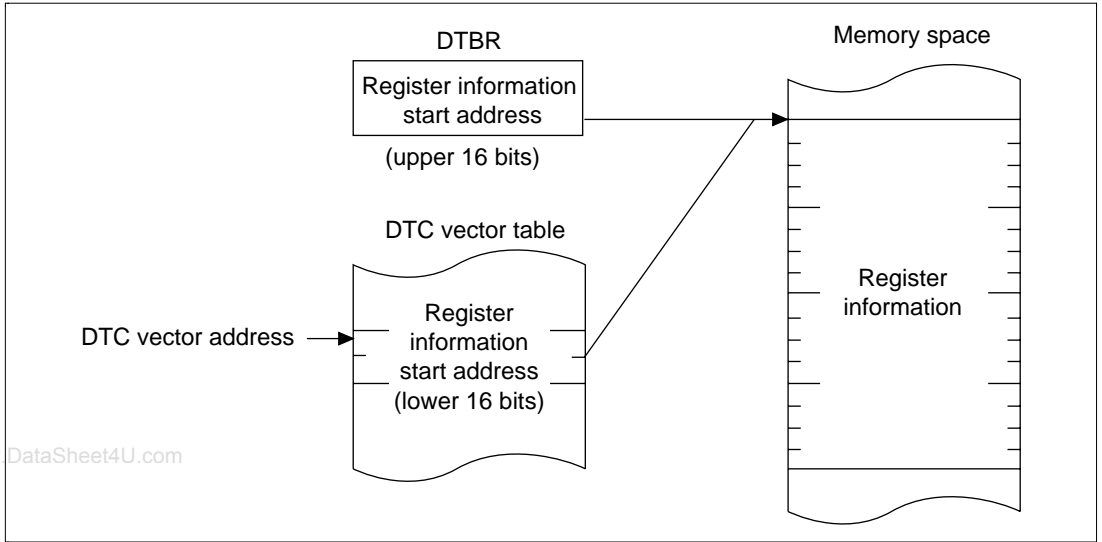 DTBR
Register information
start address
(upper 16 bits)
Memory space
DTC vector table
DTC vector address
Register
information
start address
(lower 16 bits)
Register
information
DataSheet4U.com